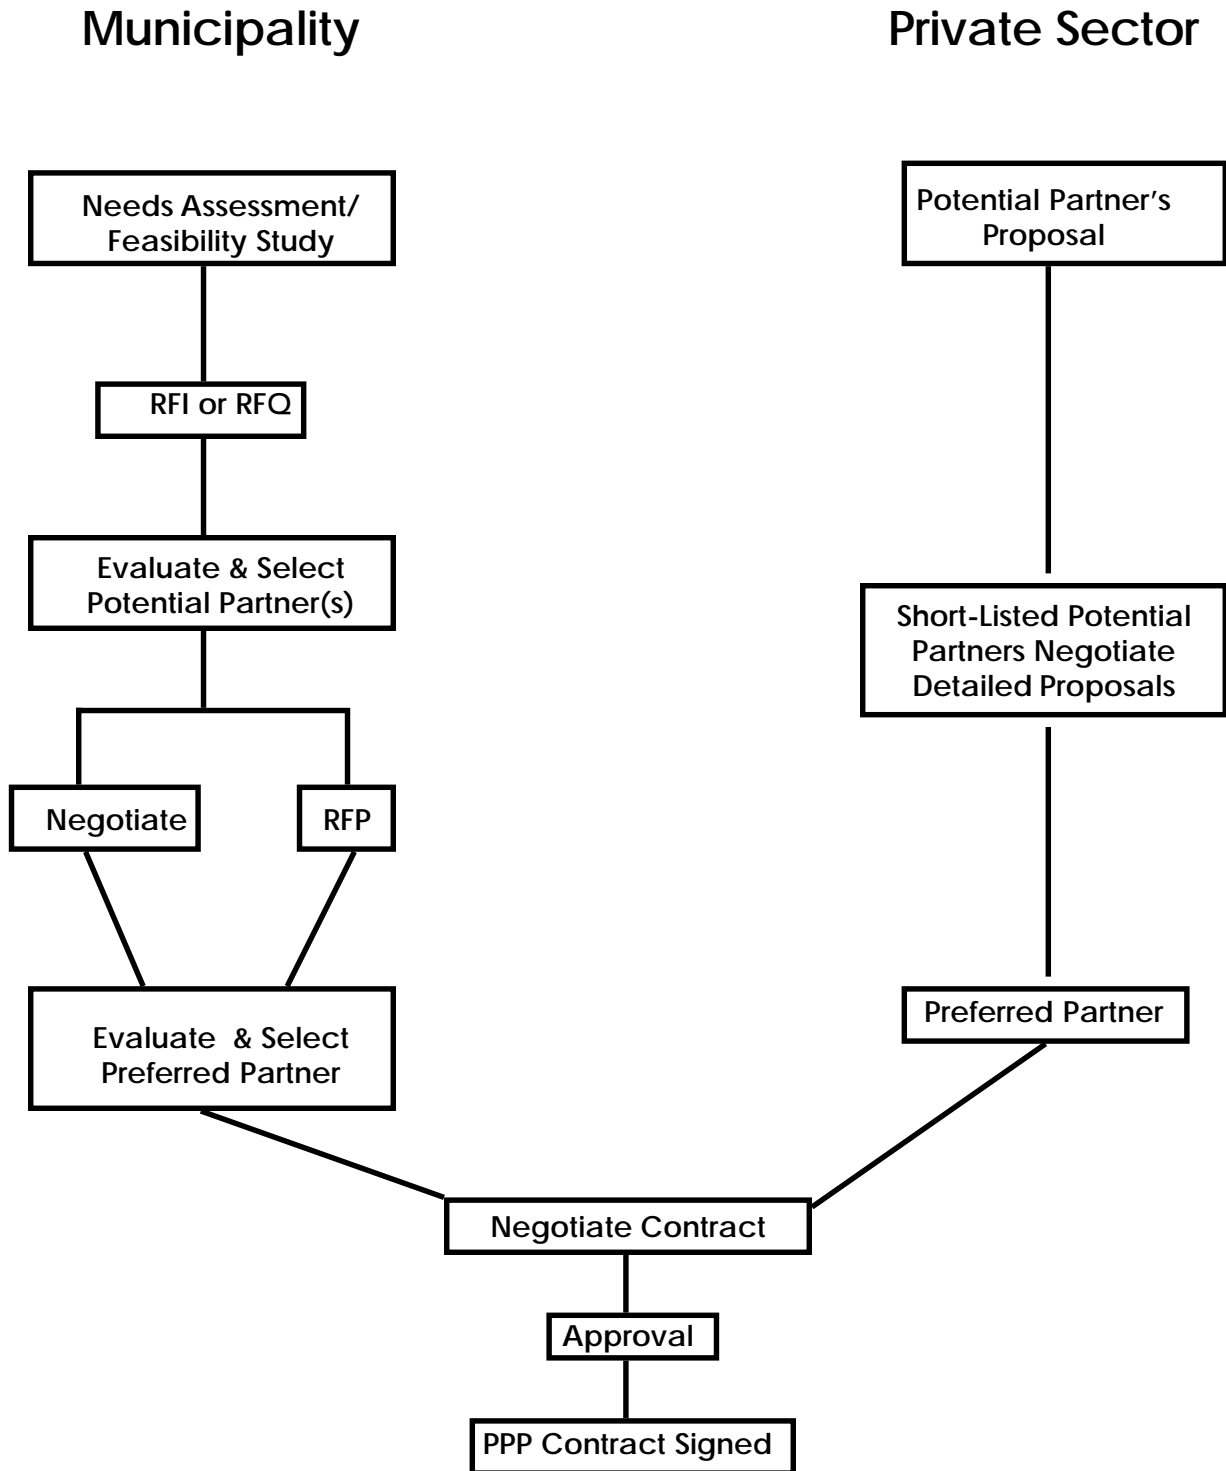 Municipality
Private Sector
Needs Assessment/
Feasibility Study
Potential Partner's
Proposal
RFI or RFQ
Evaluate & Select
Potential Partner(s)
Short-Listed Potential
Partners Negotiate
Detailed Proposals
Negotiate
RFP
Evaluate & Select
Preferred Partner
Preferred Partner
Negotiate Contract
Approval
PPP Contract Signed